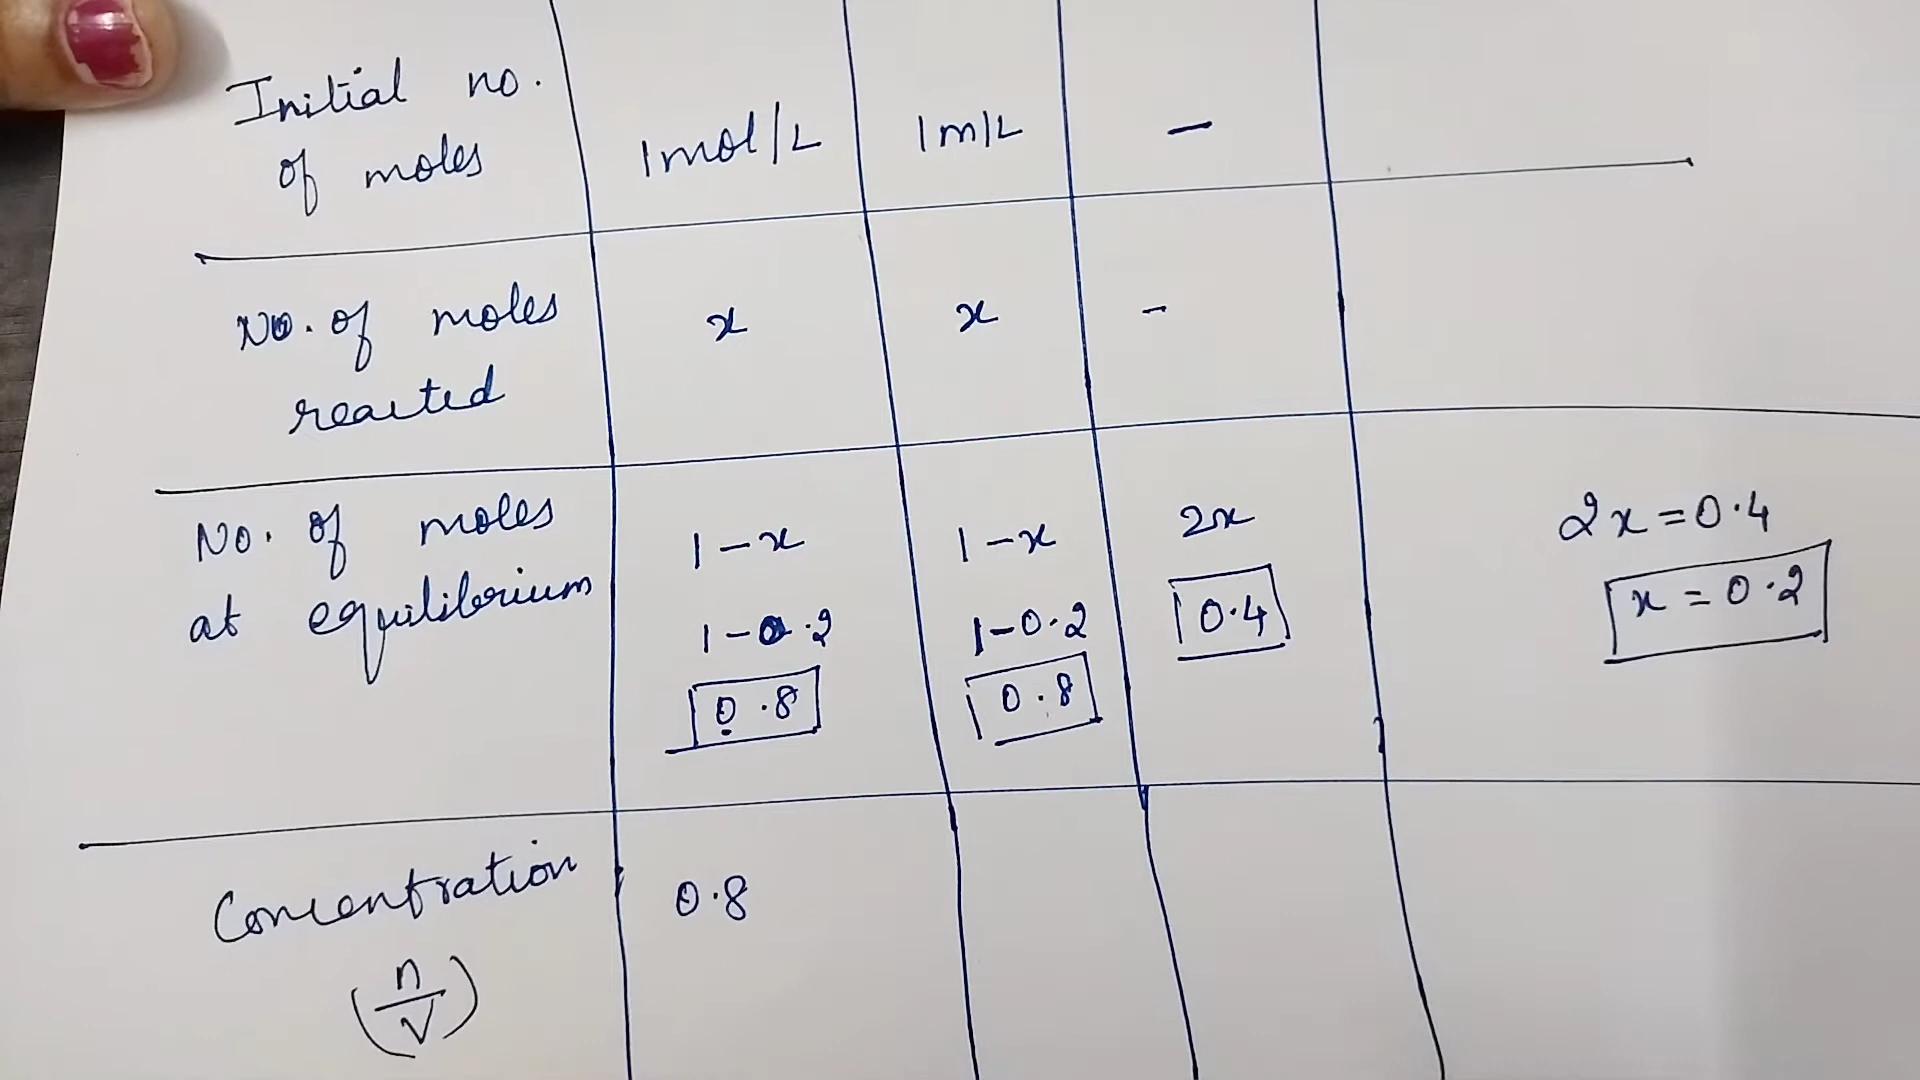 Initial no.
of moles
1mol/L
1m/L
-
No. of moles
reacted
x
x
-
No. of moles
at equilibrium
1-x
1-0.2
0.8
1-x
1-0.2
0.8
2x
0.4
2x=0.4
x=0.2
Concentration
(n/V)
0.8